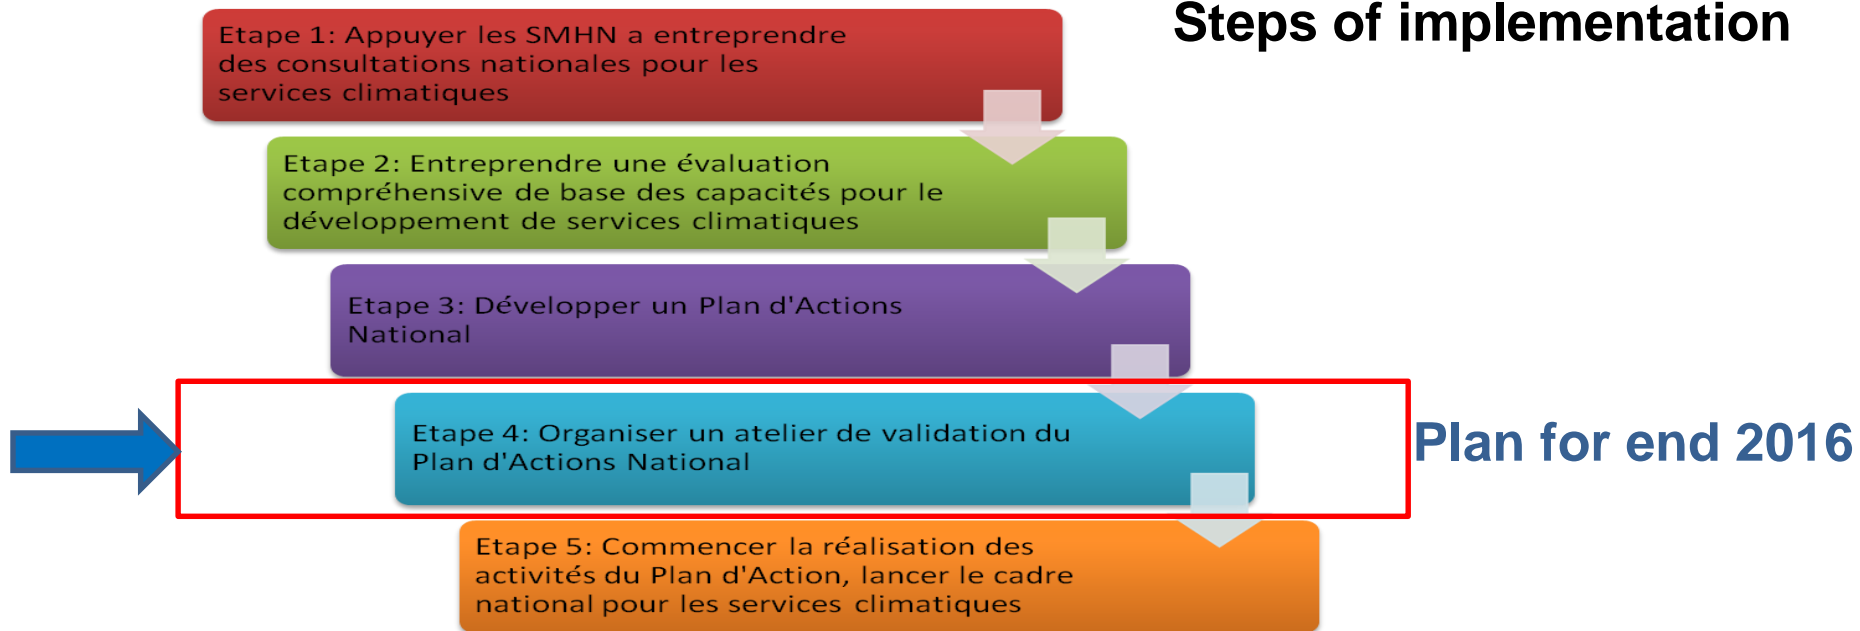 Steps of implementation
Etape 1: Appuyer les SMHN a entreprendre
des consultations nationales pour les
services climatiques
Etape 2: Entreprendre une évaluation
compréhensive de base des capacités pour le
développement de services climatiques
Etape 3: Développer un Plan d'Actions
National
Etape 4: Organiser un atelier de validation du
Plan d'Actions National
Plan for end 2016
Etape 5: Commencer la réalisation des
activités du Plan d'Action, lancer le cadre
national pour les services climatiques